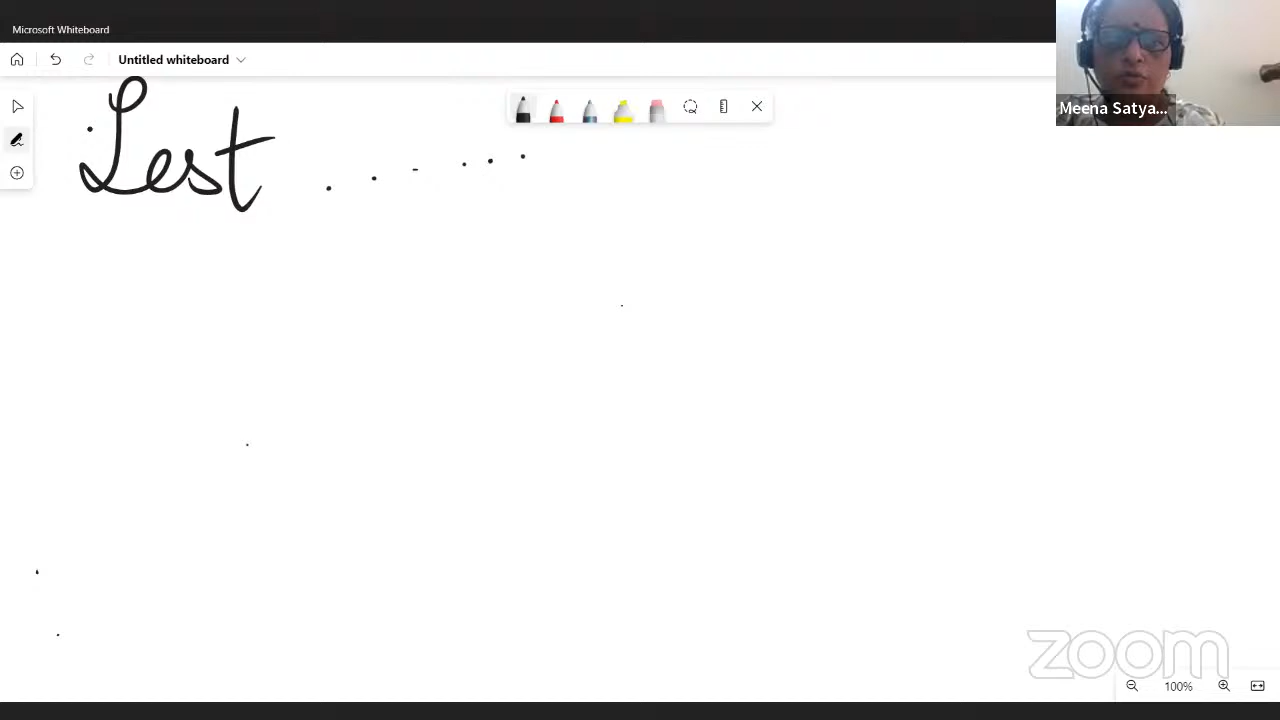 Microsoft Whiteboard
Untitled whiteboard
Meena Satya...
Lest ......
zoom
100%